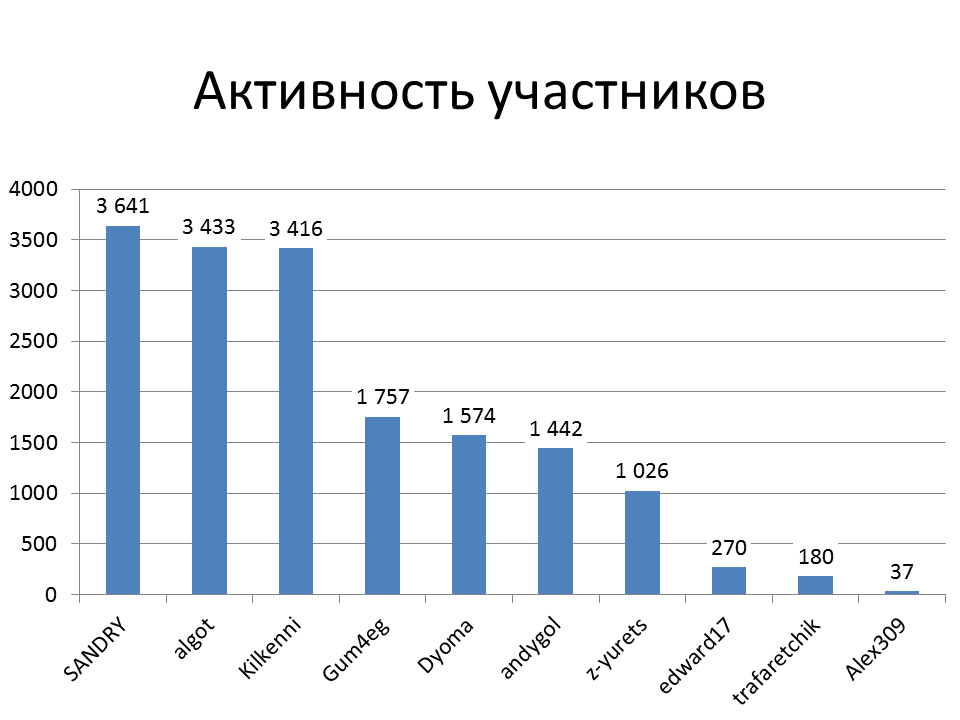 Активность участников
4000
3500
3000
2500
2000
1500
1000
500
0
3 641
3 433
3 416
1 757
1 574
1 442
1 026
270
180
37
SANDRY
algot
Kilkenni
Gum4eg
Dyoma
andygol
z-yurets
edward17
trafaretchik
Alex309